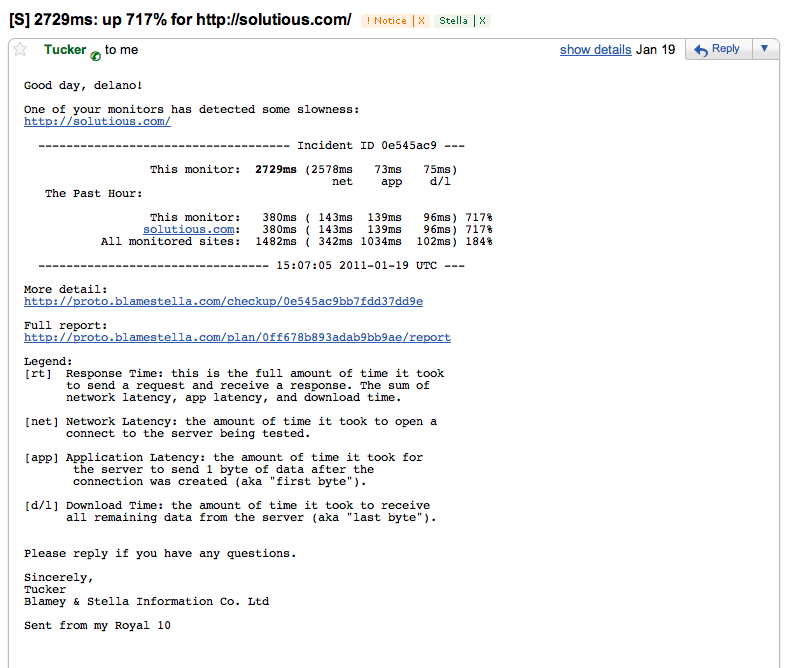 [S] 2729ms: up 717% for http://solutious.com/ ! Notice | X Stella | X
Tucker to me show details Jan 19 Reply
Good day, delano!
One of your monitors has detected some slowness:
http://solutious.com/
------------------------------------ Incident ID 0e545ac9 ---
This monitor: 2729ms (2578ms 73ms 75ms)
net app d/l
The Past Hour:
This monitor: 380ms ( 143ms 139ms 96ms) 717%
solutious.com: 380ms ( 143ms 139ms 96ms) 717%
All monitored sites: 1482ms ( 342ms 1034ms 102ms) 184%
--------------------------------- 15:07:05 2011-01-19 UTC ---
More detail:
http://proto.blamestella.com/checkup/0e545ac9bb7fdd37dd9e
Full report:
http://proto.blamestella.com/plan/0ff678b893adab9bb9ae/report
Legend:
[rt] Response Time: this is the full amount of time it took
to send a request and receive a response. The sum of
network latency, app latency, and download time.
[net] Network Latency: the amount of time it took to open a
connect to the server being tested.
[app] Application Latency: the amount of time it took for
the server to send 1 byte of data after the
connection was created (aka "first byte").
[d/l] Download Time: the amount of time it took to receive
all remaining data from the server (aka "last byte").
Please reply if you have any questions.
Sincerely,
Tucker
Blamey & Stella Information Co. Ltd
Sent from my Royal 10